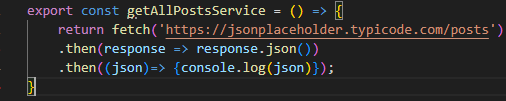 export const getAllPostsService = () => {
return fetch('https://jsonplaceholder.typicode.com/posts')
.then(response => response.json())
.then((json)=> {console.log(json)});
}